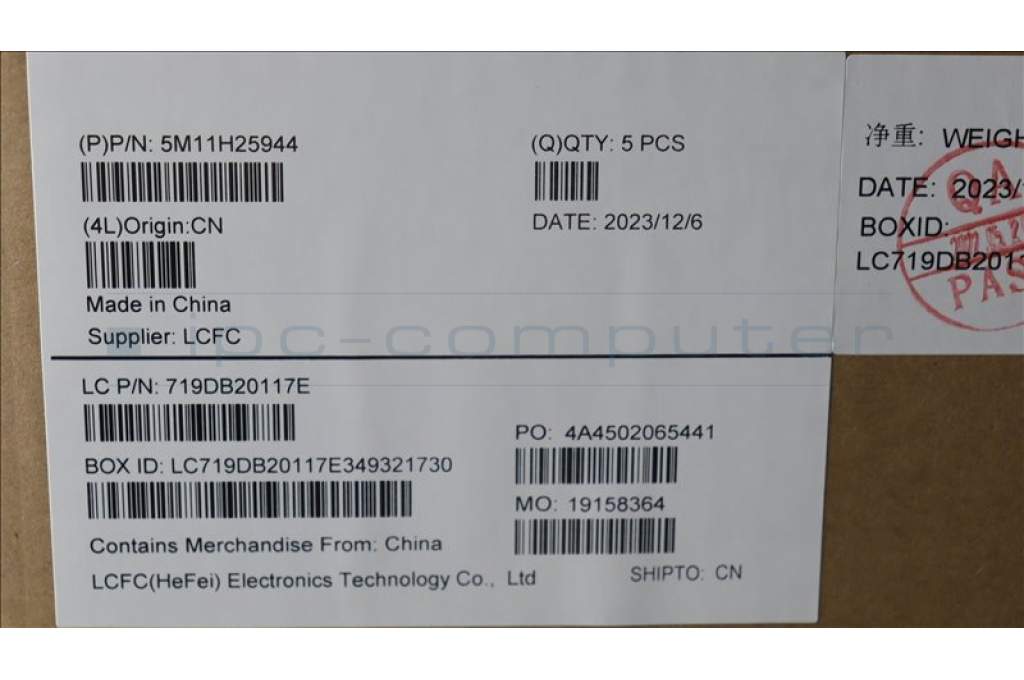 (P)P/N: 5M11H25944
(Q)QTY: 5 PCS
(4L)Origin:CN
DATE: 2023/12/6
Made in China
Supplier: LCFC
LC P/N: 719DB20117E
PO: 4A4502065441
BOX ID: LC719DB20117E349321730
MO: 19158364
Contains Merchandise From: China
LCFC(HeFei) Electronics Technology Co., Ltd
SHIPTO: CN
净重: WEIGH
DATE: 2023/
BOXID:
LC719DB2011
QA
PAS
ipc-computer